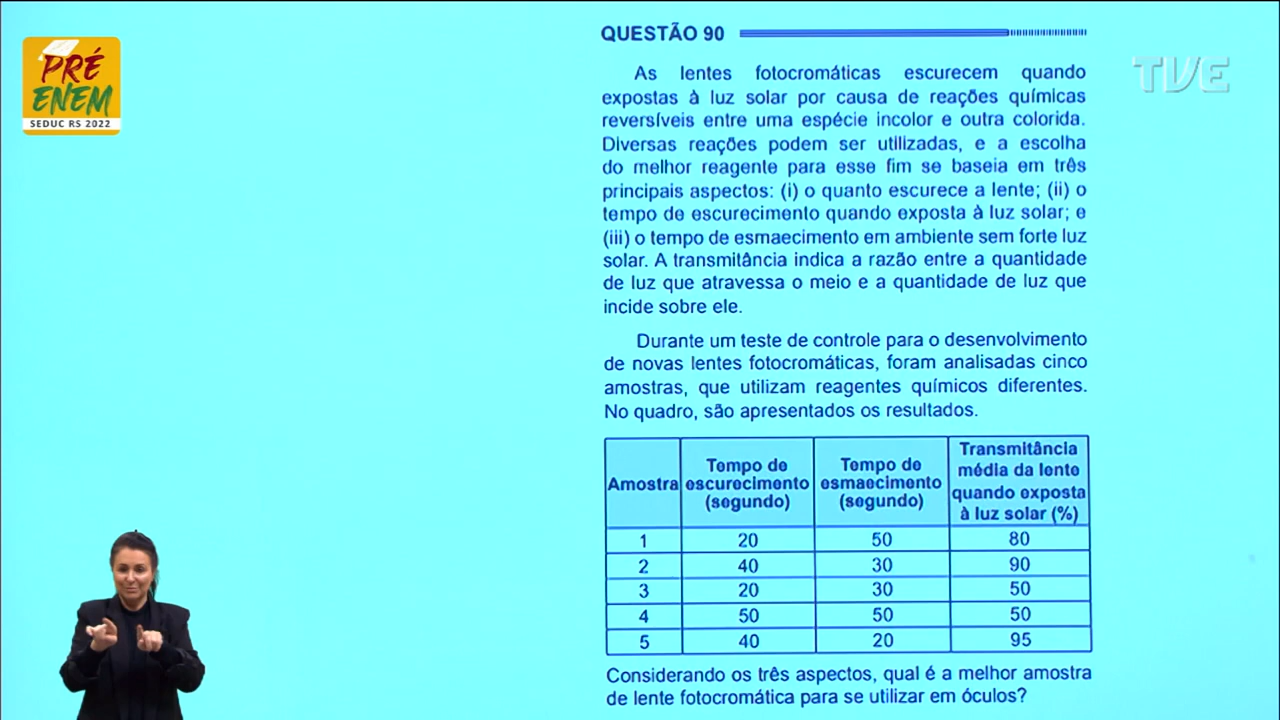 PRÉ
ENEM
SEDUC RS 2022
TVE
QUESTÃO 90
As lentes fotocromáticas escurecem quando
expostas à luz solar por causa de reações químicas
reversíveis entre uma espécie incolor e outra colorida.
Diversas reações podem ser utilizadas, e a escolha
do melhor reagente para esse fim se baseia em três
principais aspectos: (i) o quanto escurece a lente; (ii) o
tempo de escurecimento quando exposta à luz solar; e
(iii) o tempo de esmaecimento em ambiente sem forte luz
solar. A transmitância indica a razão entre a quantidade
de luz que atravessa o meio e a quantidade de luz que
incide sobre ele.
Durante um teste de controle para o desenvolvimento
de novas lentes fotocromáticas, foram analisadas cinco
amostras, que utilizam reagentes químicos diferentes.
No quadro, são apresentados os resultados.
Amostra Tempo de escurecimento (segundo) Tempo de esmaecimento (segundo) Transmitância média da lente quando exposta à luz solar (%)
1 20 50 80
2 40 30 90
3 20 30 50
4 50 50 50
5 40 20 95
Considerando os três aspectos, qual é a melhor amostra
de lente fotocromática para se utilizar em óculos?